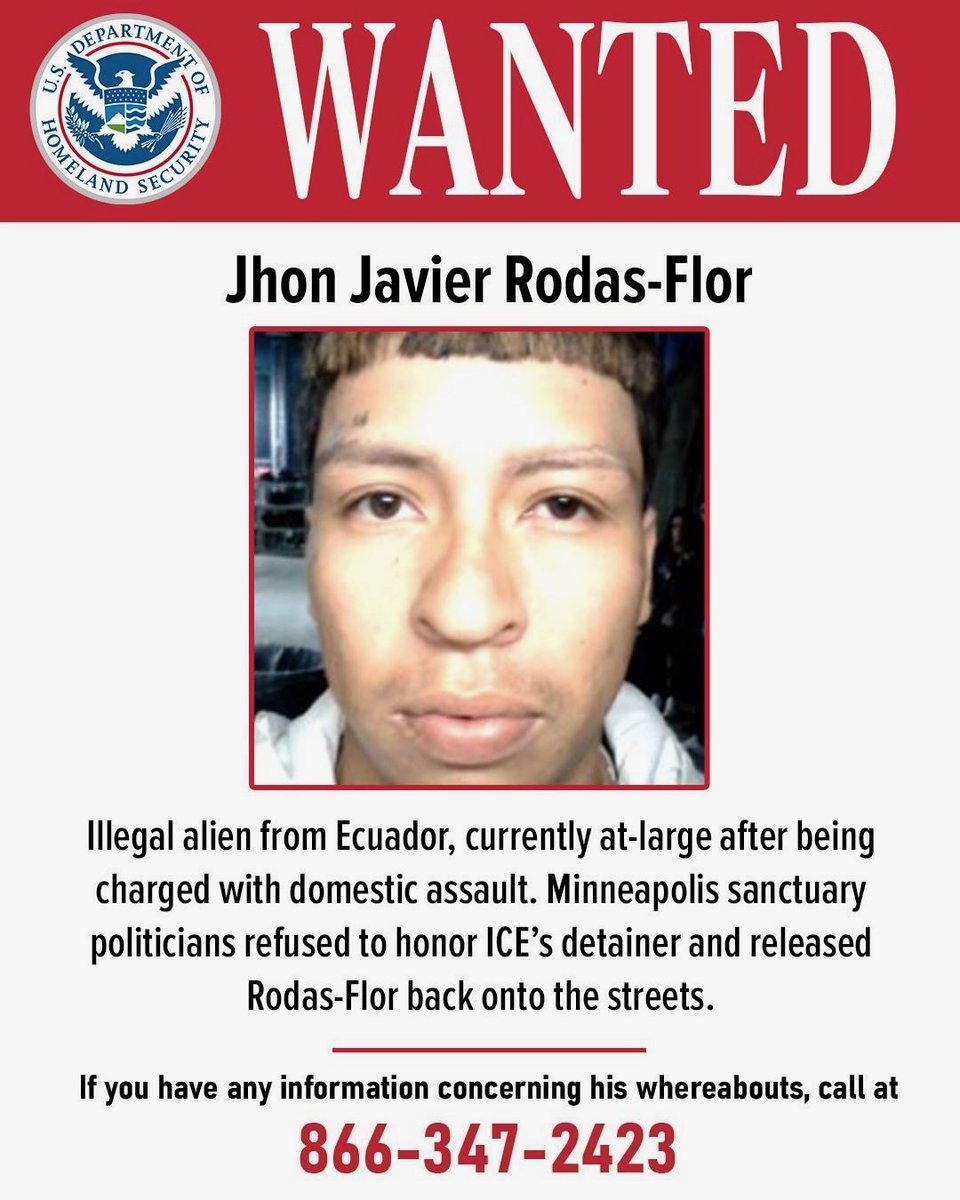 U.S. DEPARTMENT OF
HOMELAND SECURITY
WANTED
Jhon Javier Rodas-Flor
Illegal alien from Ecuador, currently at-large after being
charged with domestic assault. Minneapolis sanctuary
politicians refused to honor ICE’s detainer and released
Rodas-Flor back onto the streets.
If you have any information concerning his whereabouts, call at
866-347-2423